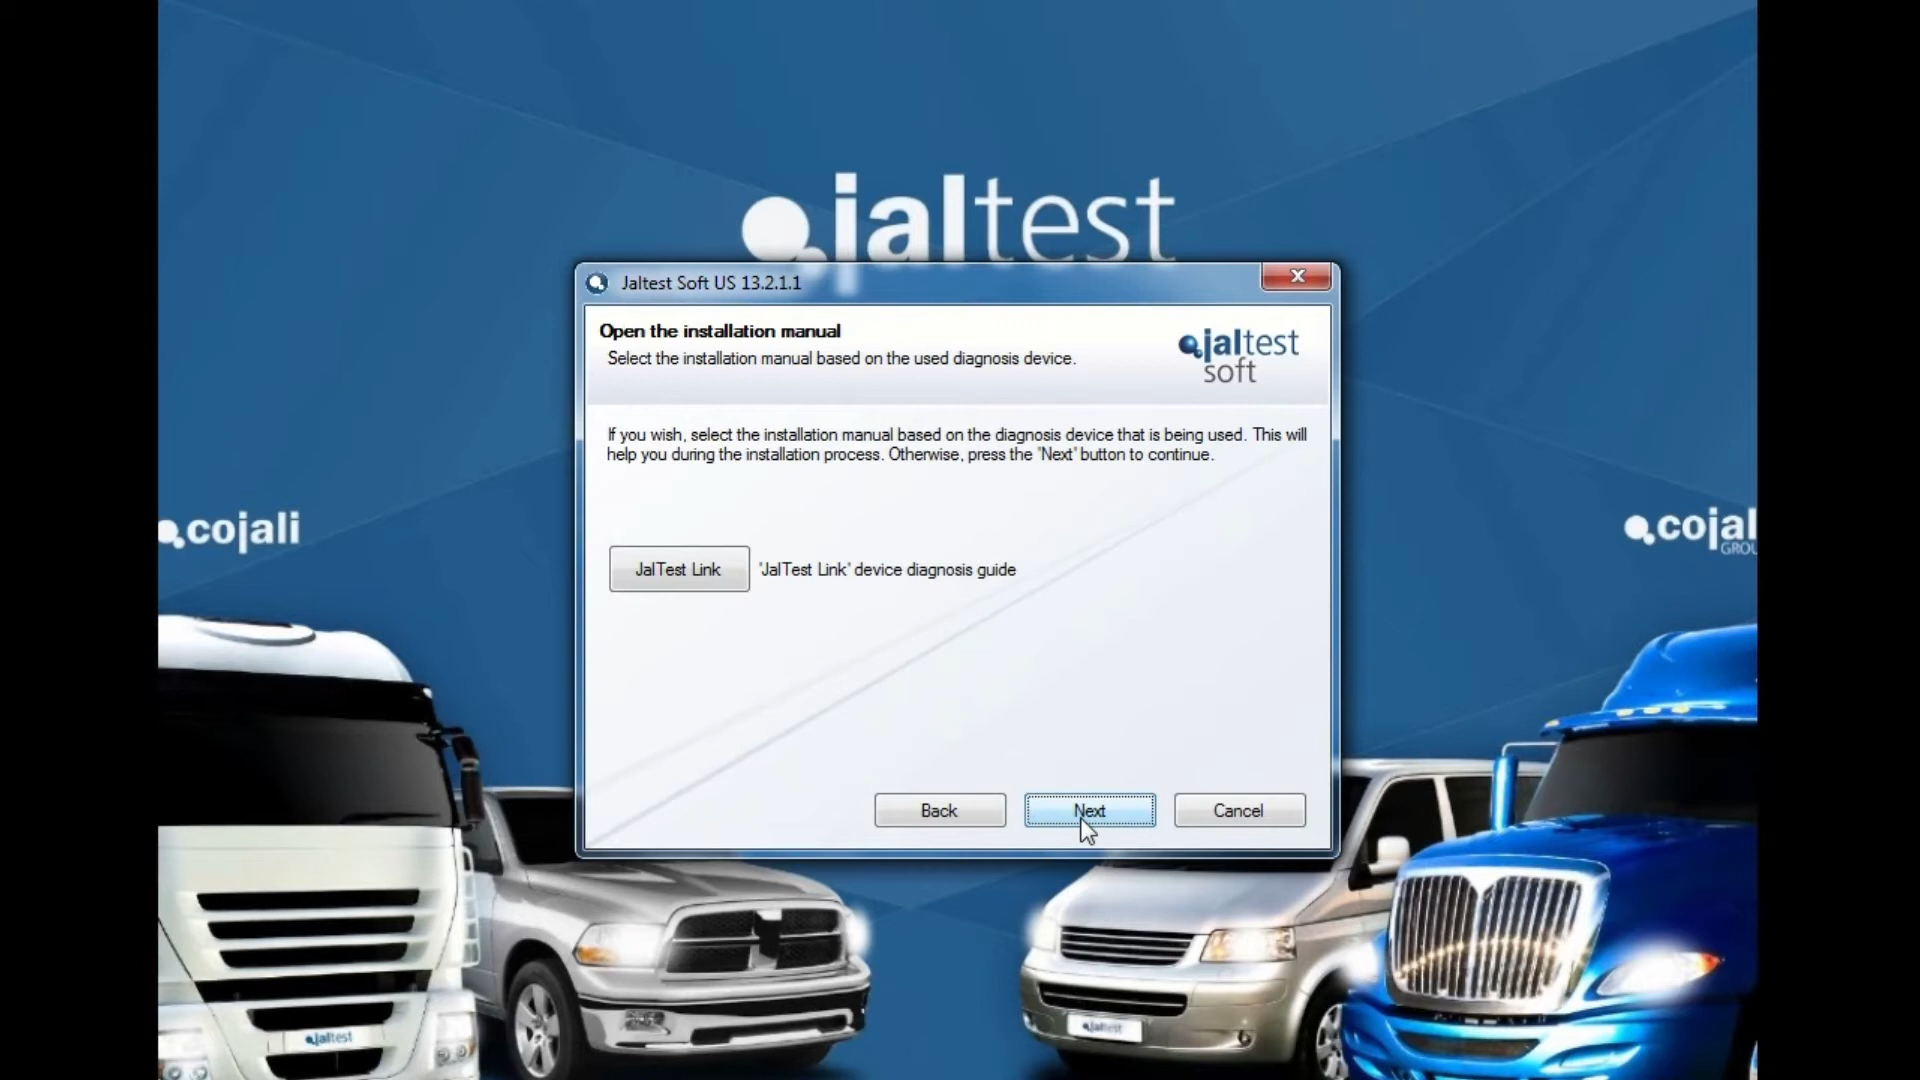 jaltest
Jaltest Soft US 13.2.1.1
Open the installation manual
Select the installation manual based on the used diagnosis device.
jaltest
soft
If you wish, select the installation manual based on the diagnosis device that is being used. This will
help you during the installation process. Otherwise, press the 'Next' button to continue.
cojali
cojal
GROU
JalTest Link
'JalTest Link' device diagnosis guide
Back
Next
Cancel
jaltest
jaltest